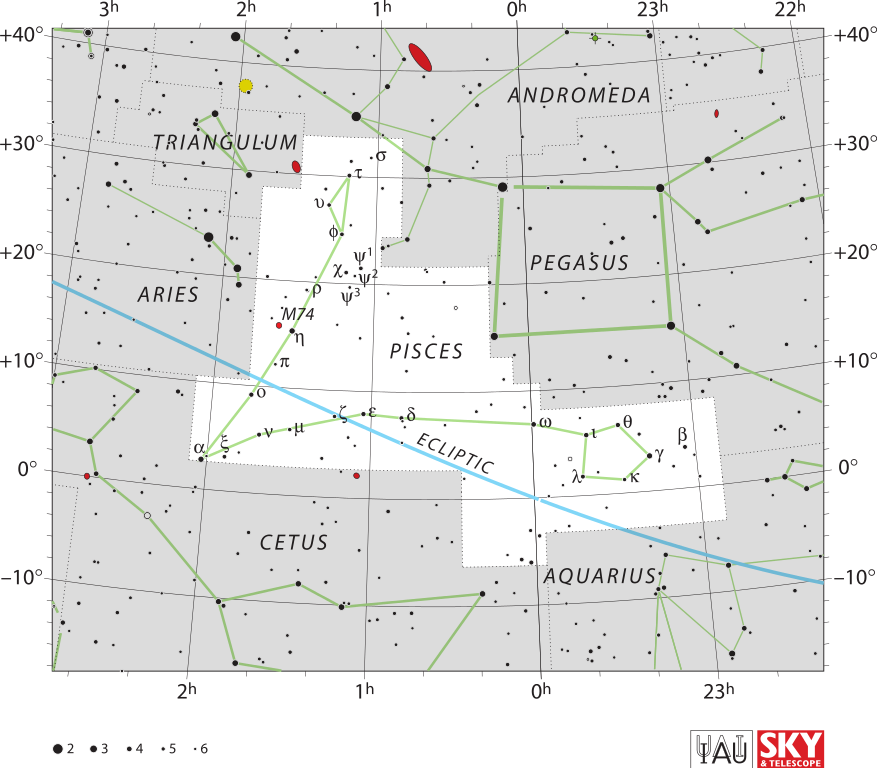 3h 2h 1h 0h 23h 22h
+40° +40°
ANDROMEDA
+30° TRIANGULUM +30°
σ
τ
υ
ϕ
+20° ψ¹ +20°
χ ψ²
PEGASUS
ρ ψ³
ARIES
M74
η
PISCES
+10° π +10°
ο
ζ ε δ
ω ι θ
α ξ ν μ β
ECLIPTIC γ
0° λ κ 0°
CETUS
−10° AQUARIUS −10°
2h 1h 0h 23h
2 3 4 5 6
IAU SKY
& TELESCOPE